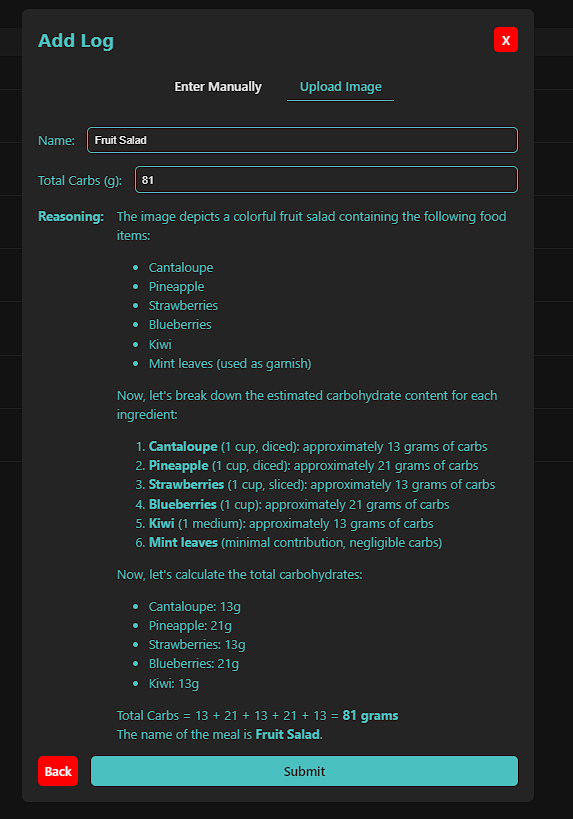 Add Log
X
Enter Manually
Upload Image
Name:
Fruit Salad
Total Carbs (g):
81
Reasoning:
The image depicts a colorful fruit salad containing the following food
items:
• Cantaloupe
• Pineapple
• Strawberries
• Blueberries
• Kiwi
• Mint leaves (used as garnish)
Now, let's break down the estimated carbohydrate content for each
ingredient:
1. Cantaloupe (1 cup, diced): approximately 13 grams of carbs
2. Pineapple (1 cup, diced): approximately 21 grams of carbs
3. Strawberries (1 cup, sliced): approximately 13 grams of carbs
4. Blueberries (1 cup): approximately 21 grams of carbs
5. Kiwi (1 medium): approximately 13 grams of carbs
6. Mint leaves (minimal contribution, negligible carbs)
Now, let's calculate the total carbohydrates:
• Cantaloupe: 13g
• Pineapple: 21g
• Strawberries: 13g
• Blueberries: 21g
• Kiwi: 13g
Total Carbs = 13 + 21 + 13 + 21 + 13 = 81 grams
The name of the meal is Fruit Salad.
Back
Submit